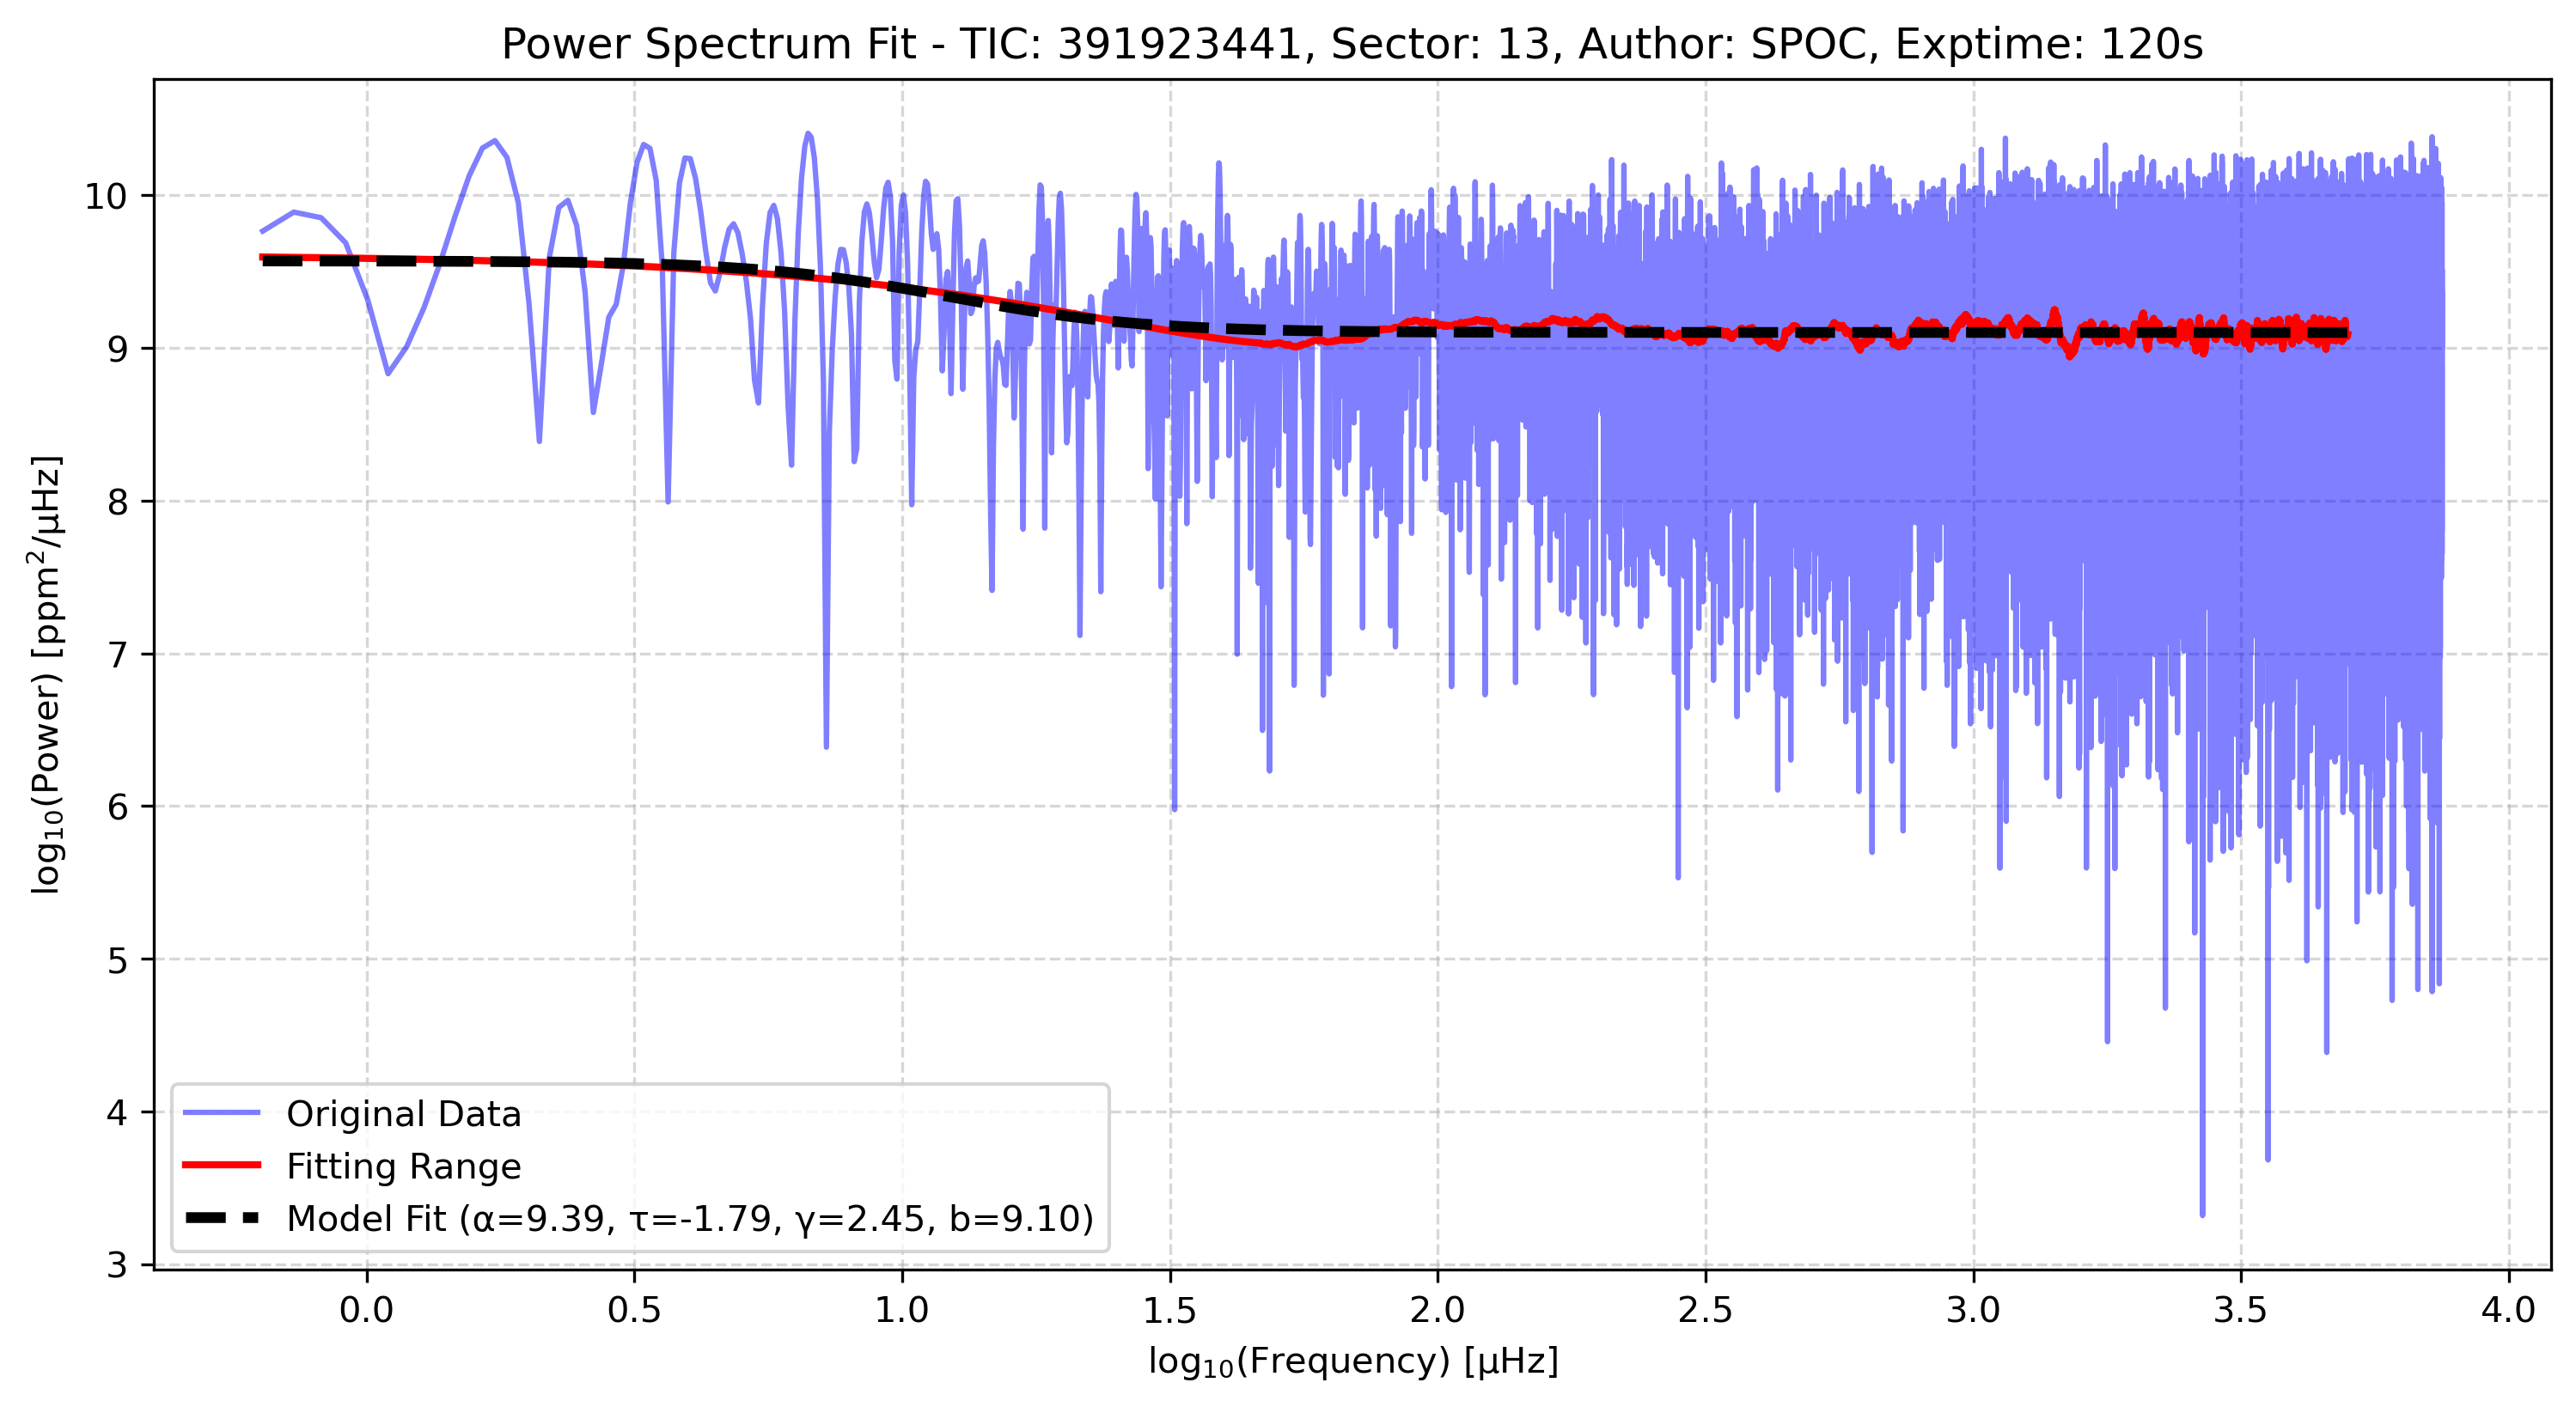 Power Spectrum Fit - TIC: 391923441, Sector: 13, Author: SPOC, Exptime: 120s
log₁₀(Power) [ppm²/μHz]
10
9
8
7
6
5
4
3
Original Data
Fitting Range
Model Fit (α=9.39, τ=-1.79, γ=2.45, b=9.10)
0.0 0.5 1.0 1.5 2.0 2.5 3.0 3.5 4.0
log₁₀(Frequency) [μHz]